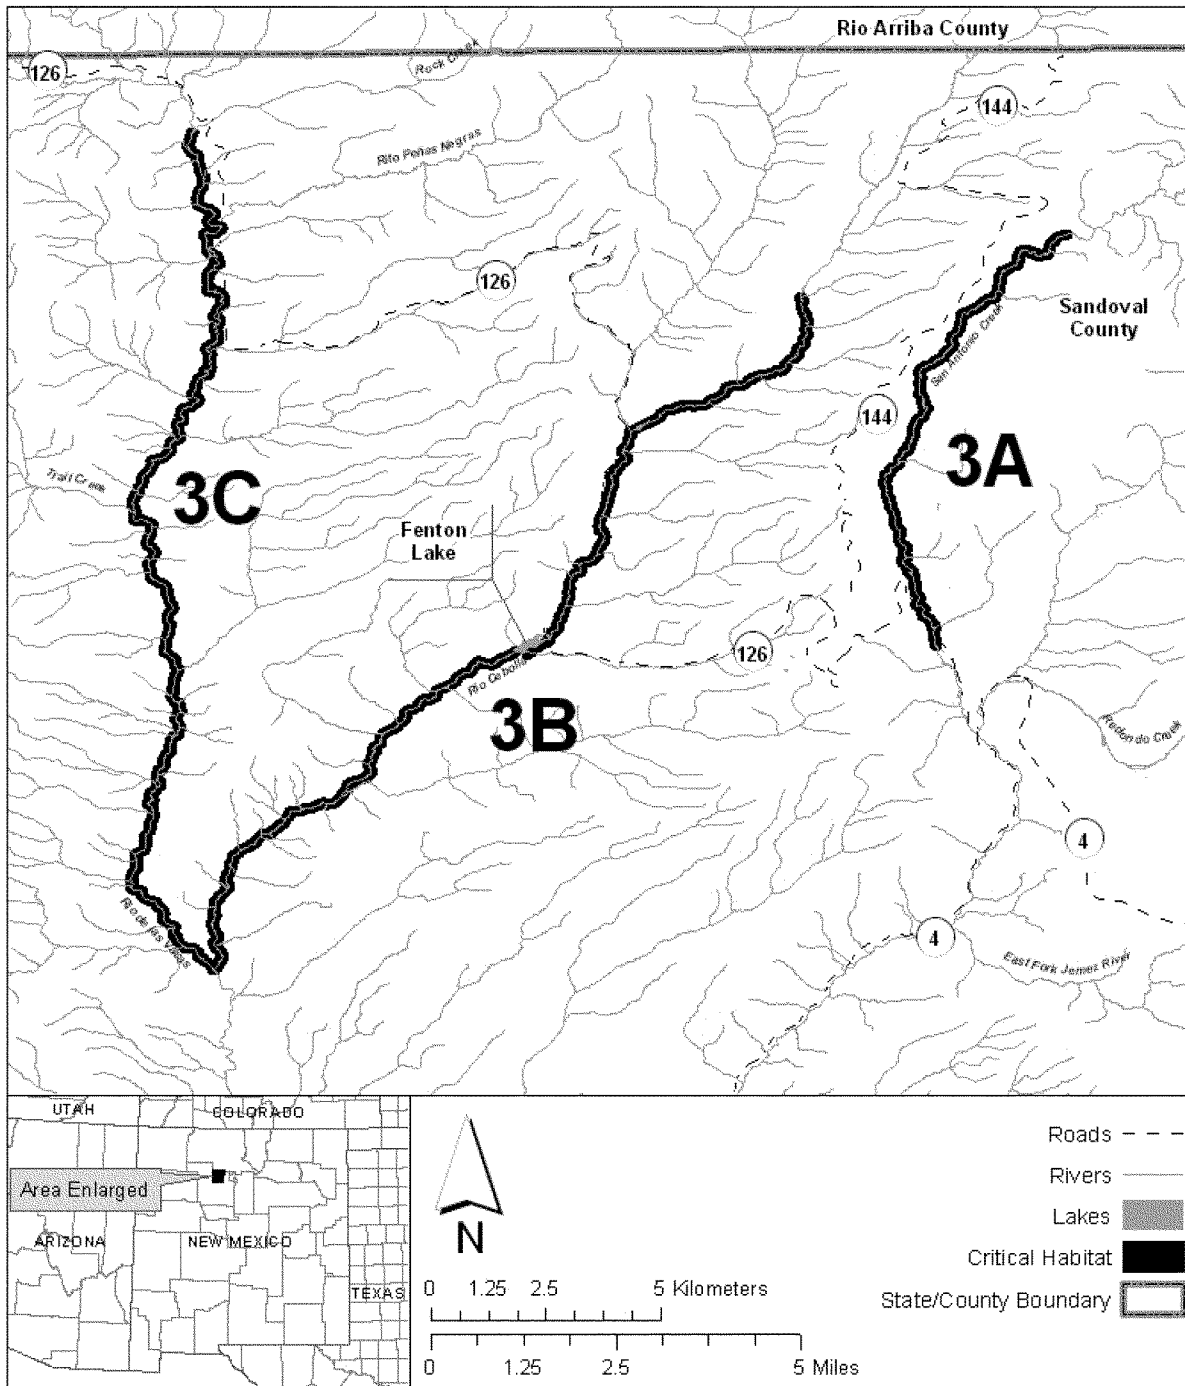 Rio Arriba County
126
Rock Creek
144
Rito Peñas Negras
126
Sandoval
County
San Antonio Creek
144
3A
Trail Creek
3C
Fenton
Lake
126
Rio Cebolla
3B
Redondo Creek
4
Rio de las Vacas
4
East Fork Jemez River
UTAH
COLORADO
Area Enlarged
ARIZONA
NEW MEXICO
TEXAS
N
0 1.25 2.5 5 Kilometers
0 1.25 2.5 5 Miles
Roads
Rivers
Lakes
Critical Habitat
State/County Boundary